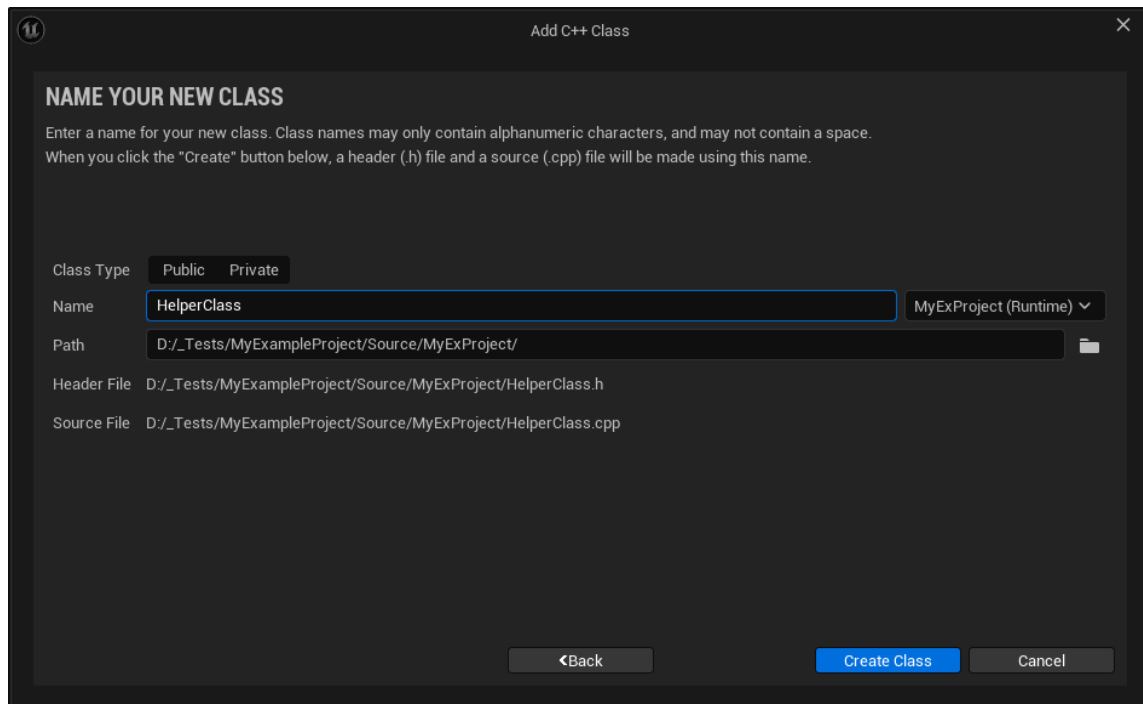 Add C++ Class
NAME YOUR NEW CLASS
Enter a name for your new class. Class names may only contain alphanumeric characters, and may not contain a space.
When you click the "Create" button below, a header (.h) file and a source (.cpp) file will be made using this name.
Class Type Public Private
Name HelperClass MyExProject (Runtime)
Path D:/_Tests/MyExampleProject/Source/MyExProject/
Header File D:/_Tests/MyExampleProject/Source/MyExProject/HelperClass.h
Source File D:/_Tests/MyExampleProject/Source/MyExProject/HelperClass.cpp
Back Create Class Cancel